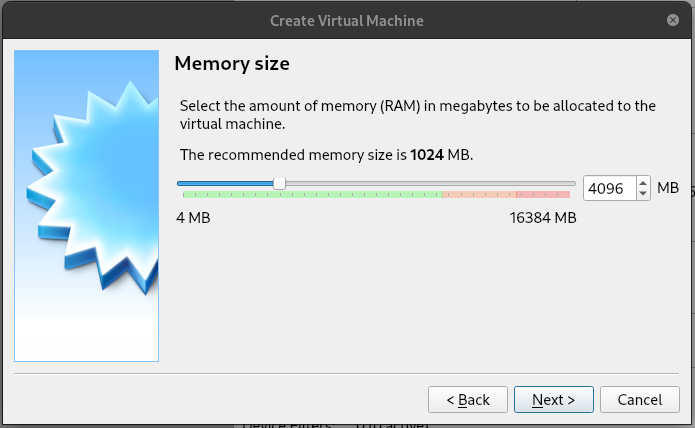 Create Virtual Machine
Memory size
Select the amount of memory (RAM) in megabytes to be allocated to the
virtual machine.
The recommended memory size is 1024 MB.
4096 MB
4 MB 16384 MB
< Back Next > Cancel